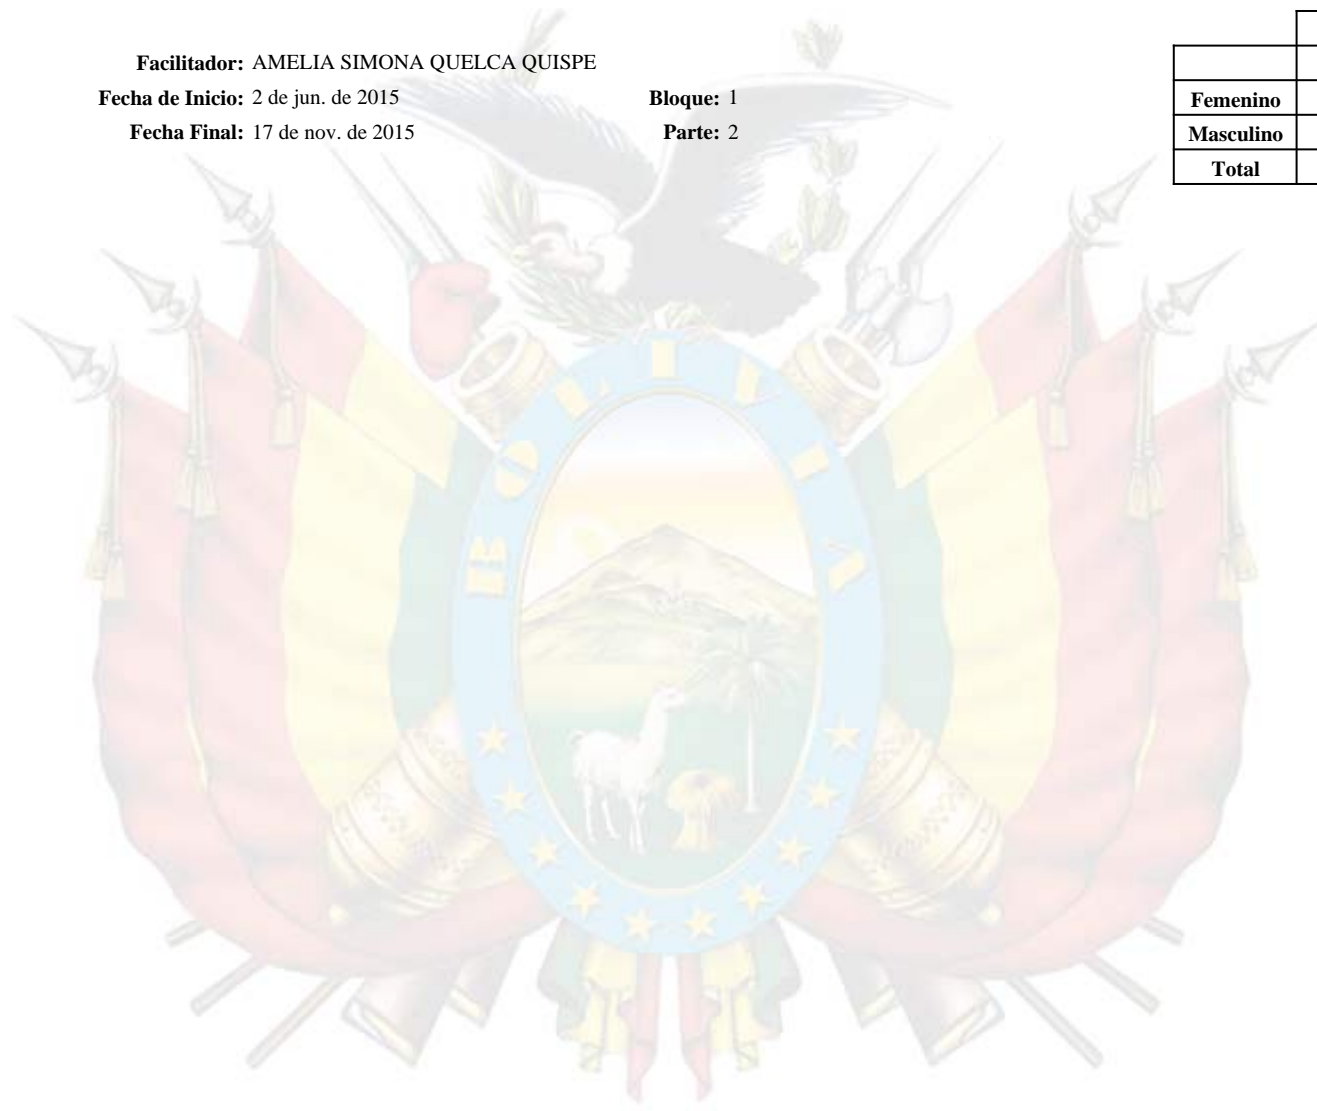 Facilitador: AMELIA SIMONA QUELCA QUISPE
Fecha de Inicio: 2 de jun. de 2015 Bloque: 1
Fecha Final: 17 de nov. de 2015 Parte: 2
Femenino
Masculino
Total
BOLIVIA